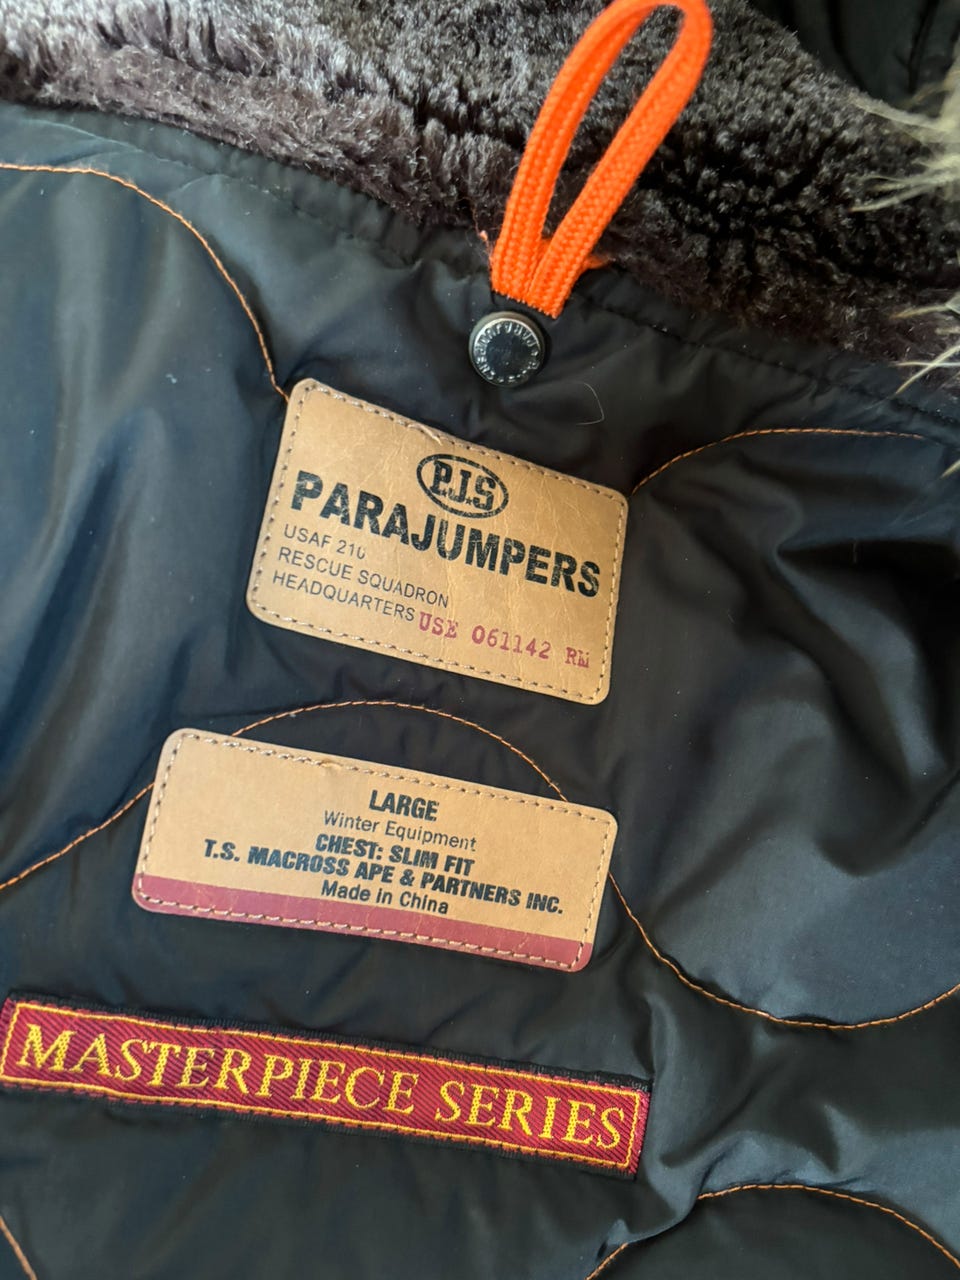 P.J.S
PARAJUMPERS
USAF 210
RESCUE SQUADRON
HEADQUARTERS USE 061142 RM
LARGE
Winter Equipment
CHEST: SLIM FIT
T.S. MACROSS APE & PARTNERS INC.
Made in China
MASTERPIECE SERIES